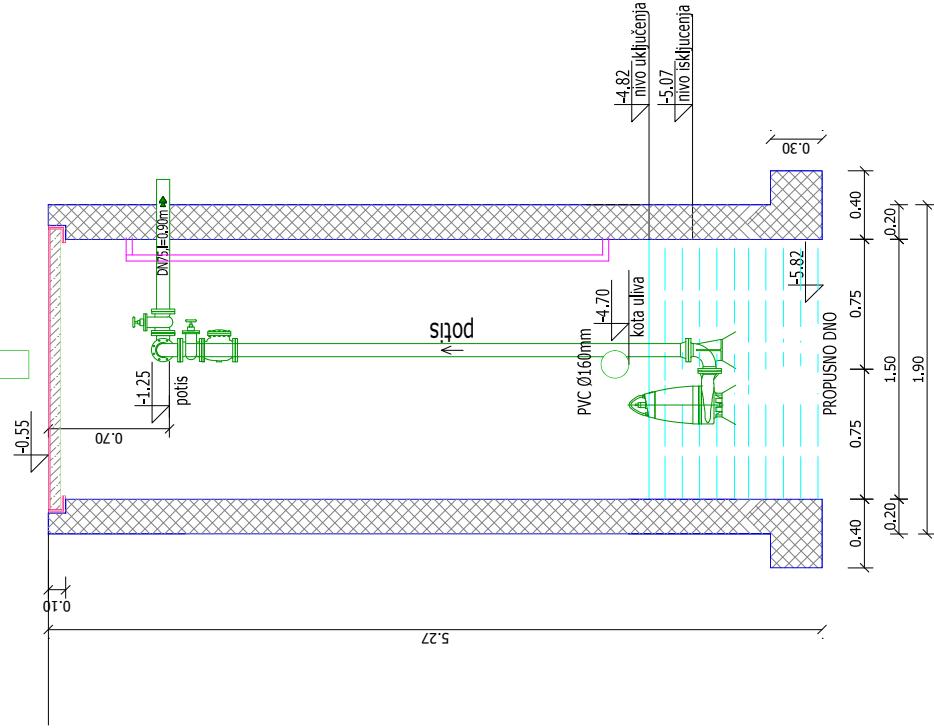 -0.55
0.70
-1.25
potis
DN75,l=0.90m
potis
-4.82
nivo uključenja
-5.07
nivo isključenja
-4.70
kota uliva
PVC Ø160mm
-5.82
PROPUSNO DNO
0.30
0.40
0.75
0.75
0.40
0.20
1.50
0.20
1.90
0.10
5.27